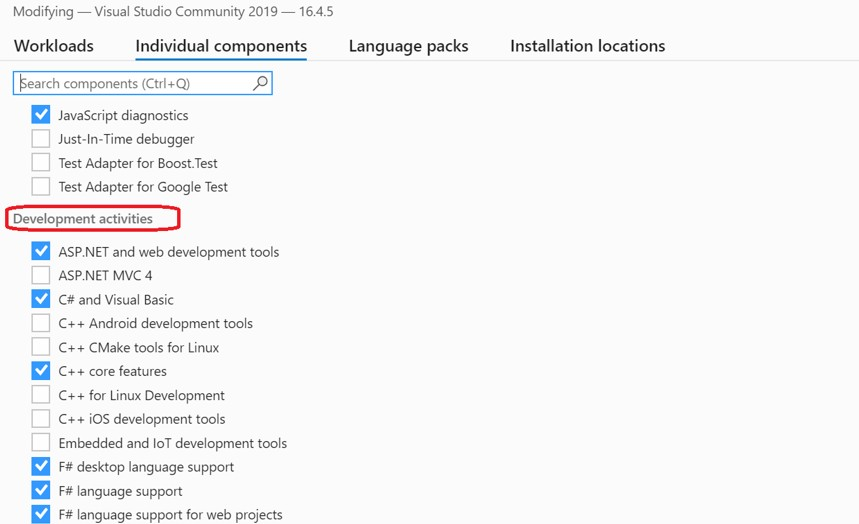 Modifying — Visual Studio Community 2019 — 16.4.5
Workloads Individual components Language packs Installation locations
Search components (Ctrl+Q)
JavaScript diagnostics
Just-In-Time debugger
Test Adapter for Boost.Test
Test Adapter for Google Test
Development activities
ASP.NET and web development tools
ASP.NET MVC 4
C# and Visual Basic
C++ Android development tools
C++ CMake tools for Linux
C++ core features
C++ for Linux Development
C++ iOS development tools
Embedded and IoT development tools
F# desktop language support
F# language support
F# language support for web projects